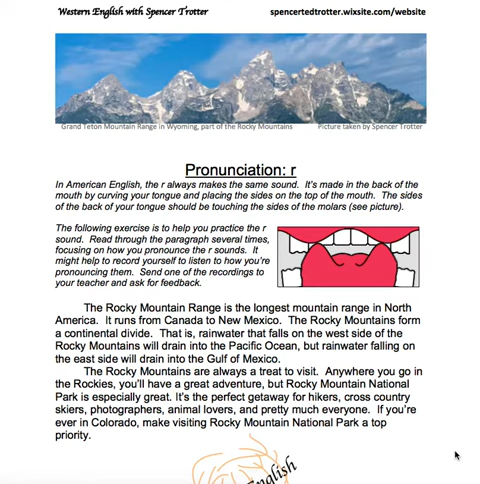 Western English with Spencer Trotter
spencertedtrotter.wixsite.com/website
Grand Teton Mountain Range in Wyoming, part of the Rocky Mountains
Picture taken by Spencer Trotter
Pronunciation: r
In American English, the r always makes the same sound. It's made in the back of the
mouth by curving your tongue and placing the sides on the top of the mouth. The sides
of the back of your tongue should be touching the sides of the molars (see picture).
The following exercise is to help you practice the r
sound. Read through the paragraph several times,
focusing on how you pronounce the r sounds. It
might help to record yourself to listen to how you're
pronouncing them. Send one of the recordings to
your teacher and ask for feedback.
The Rocky Mountain Range is the longest mountain range in North
America. It runs from Canada to New Mexico. The Rocky Mountains form
a continental divide. That is, rainwater that falls on the west side of the
Rocky Mountains will drain into the Pacific Ocean, but rainwater falling on
the east side will drain into the Gulf of Mexico.
The Rocky Mountains are always a treat to visit. Anywhere you go in
the Rockies, you'll have a great adventure, but Rocky Mountain National
Park is especially great. It's the perfect getaway for hikers, cross country
skiers, photographers, animal lovers, and pretty much everyone. If you're
ever in Colorado, make visiting Rocky Mountain National Park a top
priority.
English